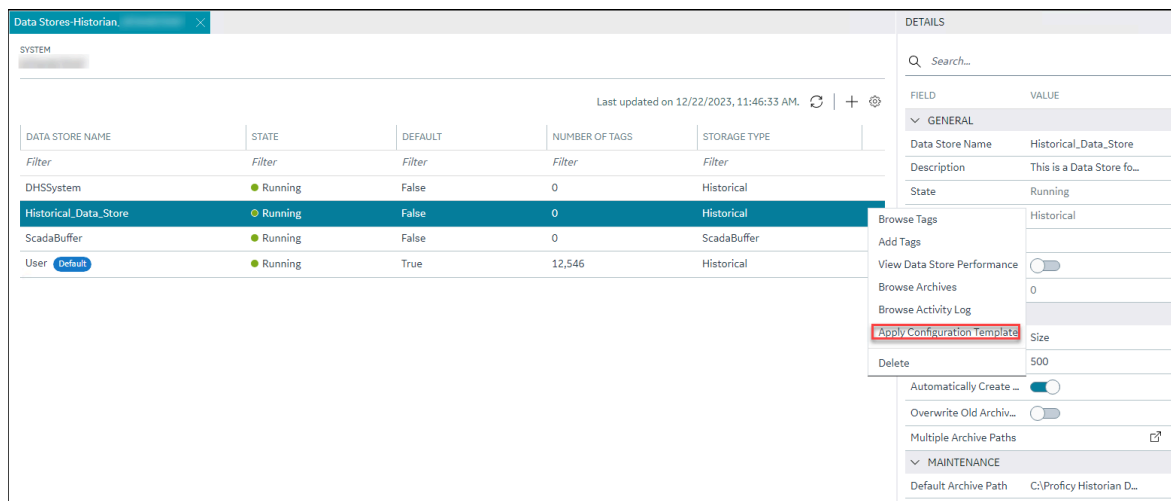 Data Stores-Historian_
SYSTEM
Last updated on 12/22/2023, 11:46:33 AM.
DATA STORE NAME STATE DEFAULT NUMBER OF TAGS STORAGE TYPE
Filter Filter Filter Filter Filter
DHSSystem Running False 0 Historical
Historical_Data_Store Running False 0 Historical
ScadaBuffer Running False 0 ScadaBuffer
User Default Running True 12,546 Historical
Browse Tags
Add Tags
View Data Store Performance
Browse Archives
Browse Activity Log
Apply Configuration Template
Delete
DETAILS
Search...
FIELD VALUE
GENERAL
Data Store Name Historical_Data_Store
Description This is a Data Store fo...
State Running
Historical
0
Size
500
Automatically Create ...
Overwrite Old Archiv...
Multiple Archive Paths
MAINTENANCE
Default Archive Path C:\Proficy Historian D...